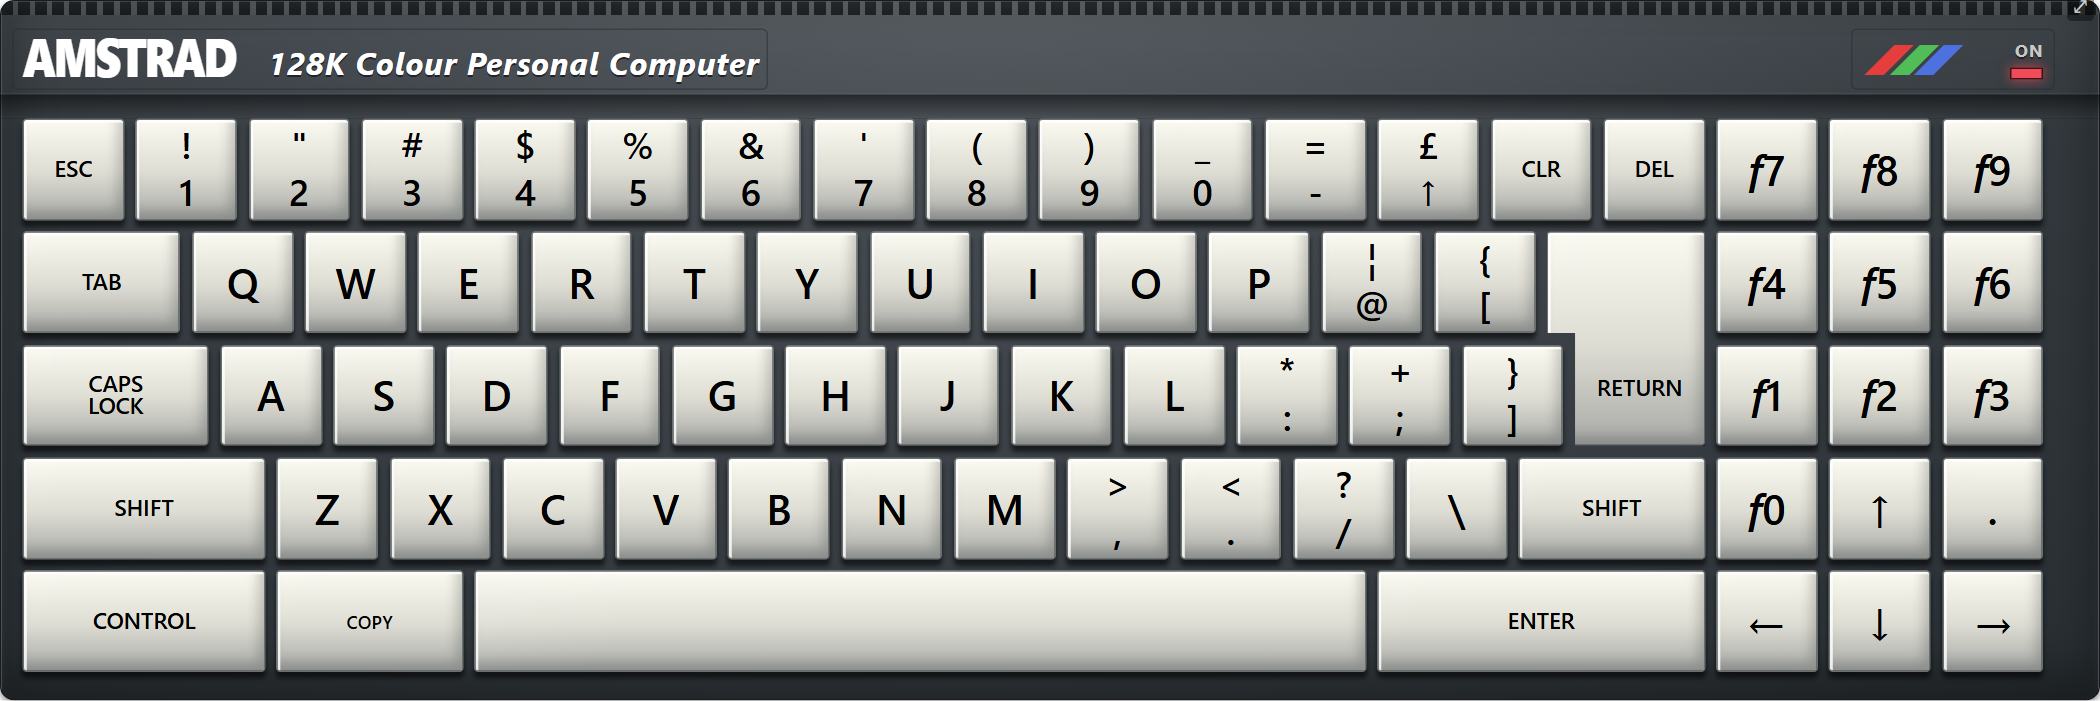 AMSTRAD 128K Colour Personal Computer ON
ESC ! 1 " 2 # 3 $ 4 % 5 & 6 ' 7 ( 8 ) 9 _ 0 = - £ ↑ CLR DEL f7 f8 f9
TAB Q W E R T Y U I O P ¦ @ { [ f4 f5 f6
CAPS LOCK A S D F G H J K L * : + ; } ] RETURN f1 f2 f3
SHIFT Z X C V B N M > , < . ? / \ SHIFT f0 ↑ .
CONTROL COPY ENTER ← ↓ →